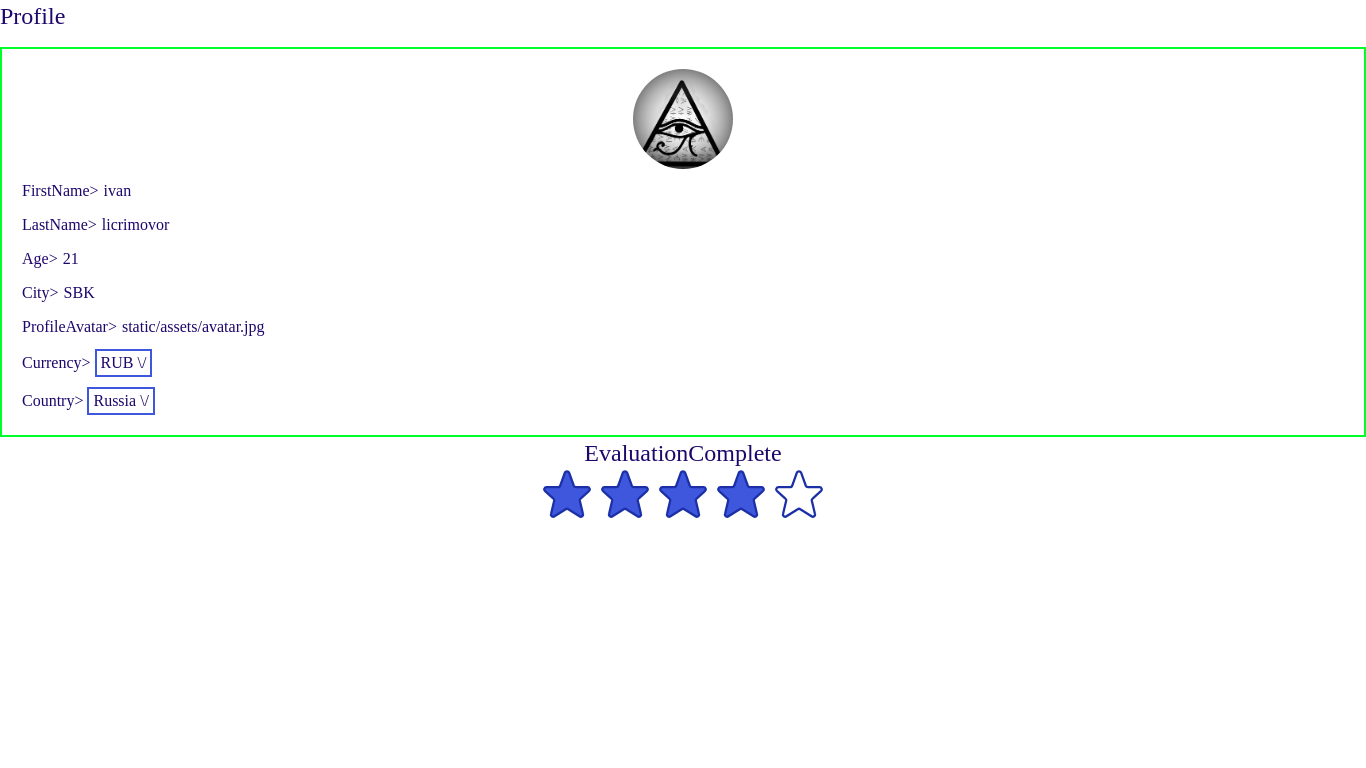 Profile
FirstName> ivan
LastName> licrimovor
Age> 21
City> SBK
ProfileAvatar> static/assets/avatar.jpg
Currency> RUB \/
Country> Russia \/
EvaluationComplete